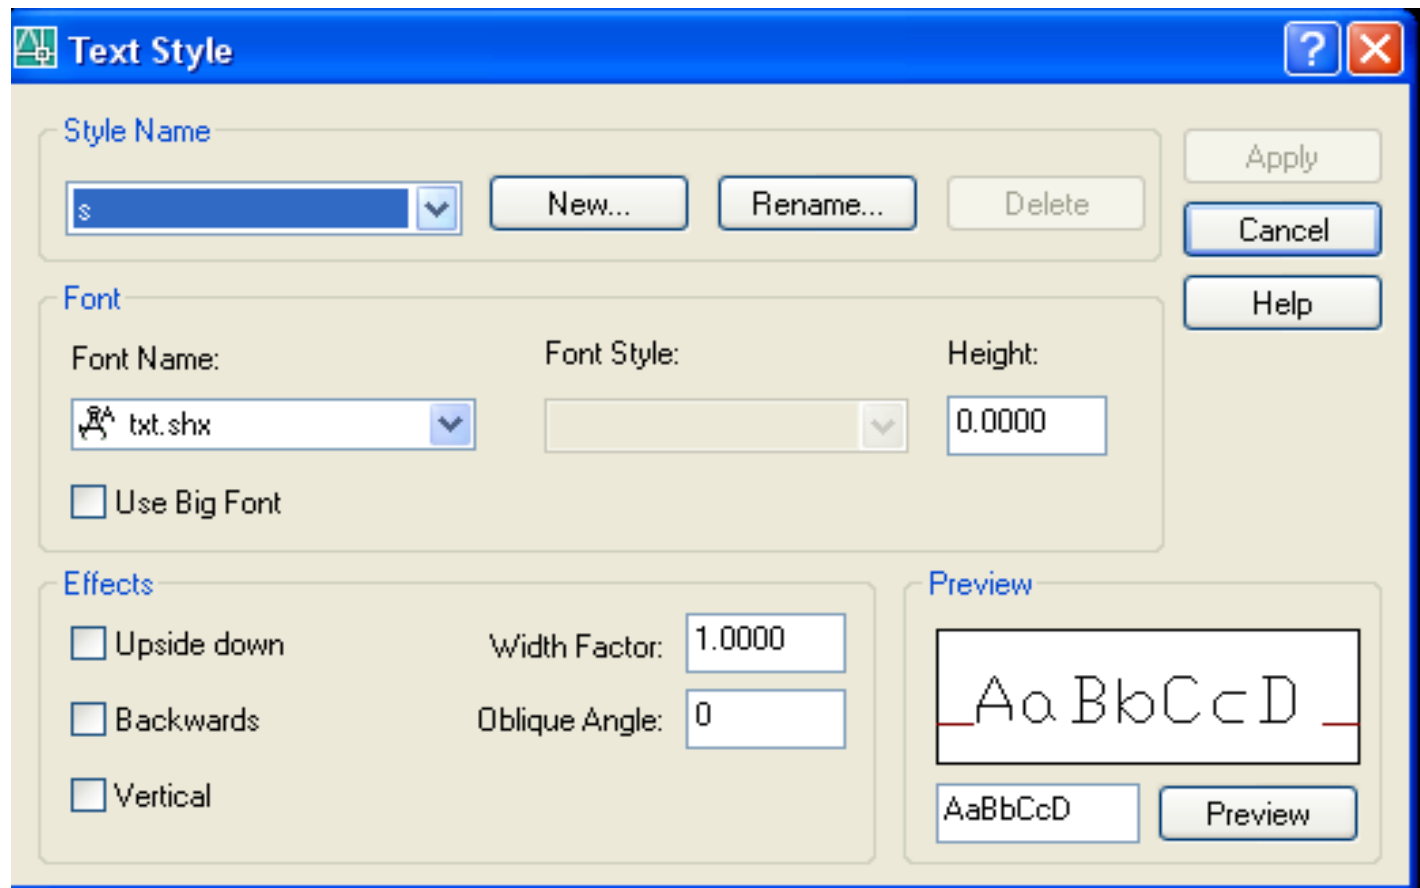 Text Style
Style Name
s
New...
Rename...
Delete
Apply
Cancel
Help
Font
Font Name:
Font Style:
Height:
txt.shx
0.0000
Use Big Font
Effects
Upside down
Width Factor:
1.0000
Backwards
Oblique Angle:
0
Vertical
Preview
AaBbCcD
AaBbCcD
Preview